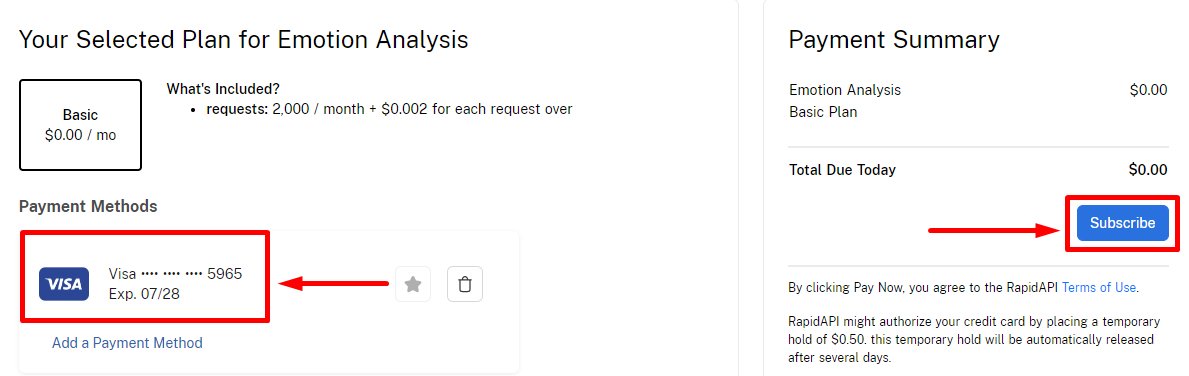 Your Selected Plan for Emotion Analysis
Basic
$0.00 / mo
What's Included?
• requests: 2,000 / month + $0.002 for each request over
Payment Methods
VISA
Visa •••• •••• •••• 5965
Exp. 07/28
Add a Payment Method
Payment Summary
Emotion Analysis $0.00
Basic Plan
Total Due Today $0.00
Subscribe
By clicking Pay Now, you agree to the RapidAPI Terms of Use.
RapidAPI might authorize your credit card by placing a temporary
hold of $0.50. this temporary hold will be automatically released
after several days.